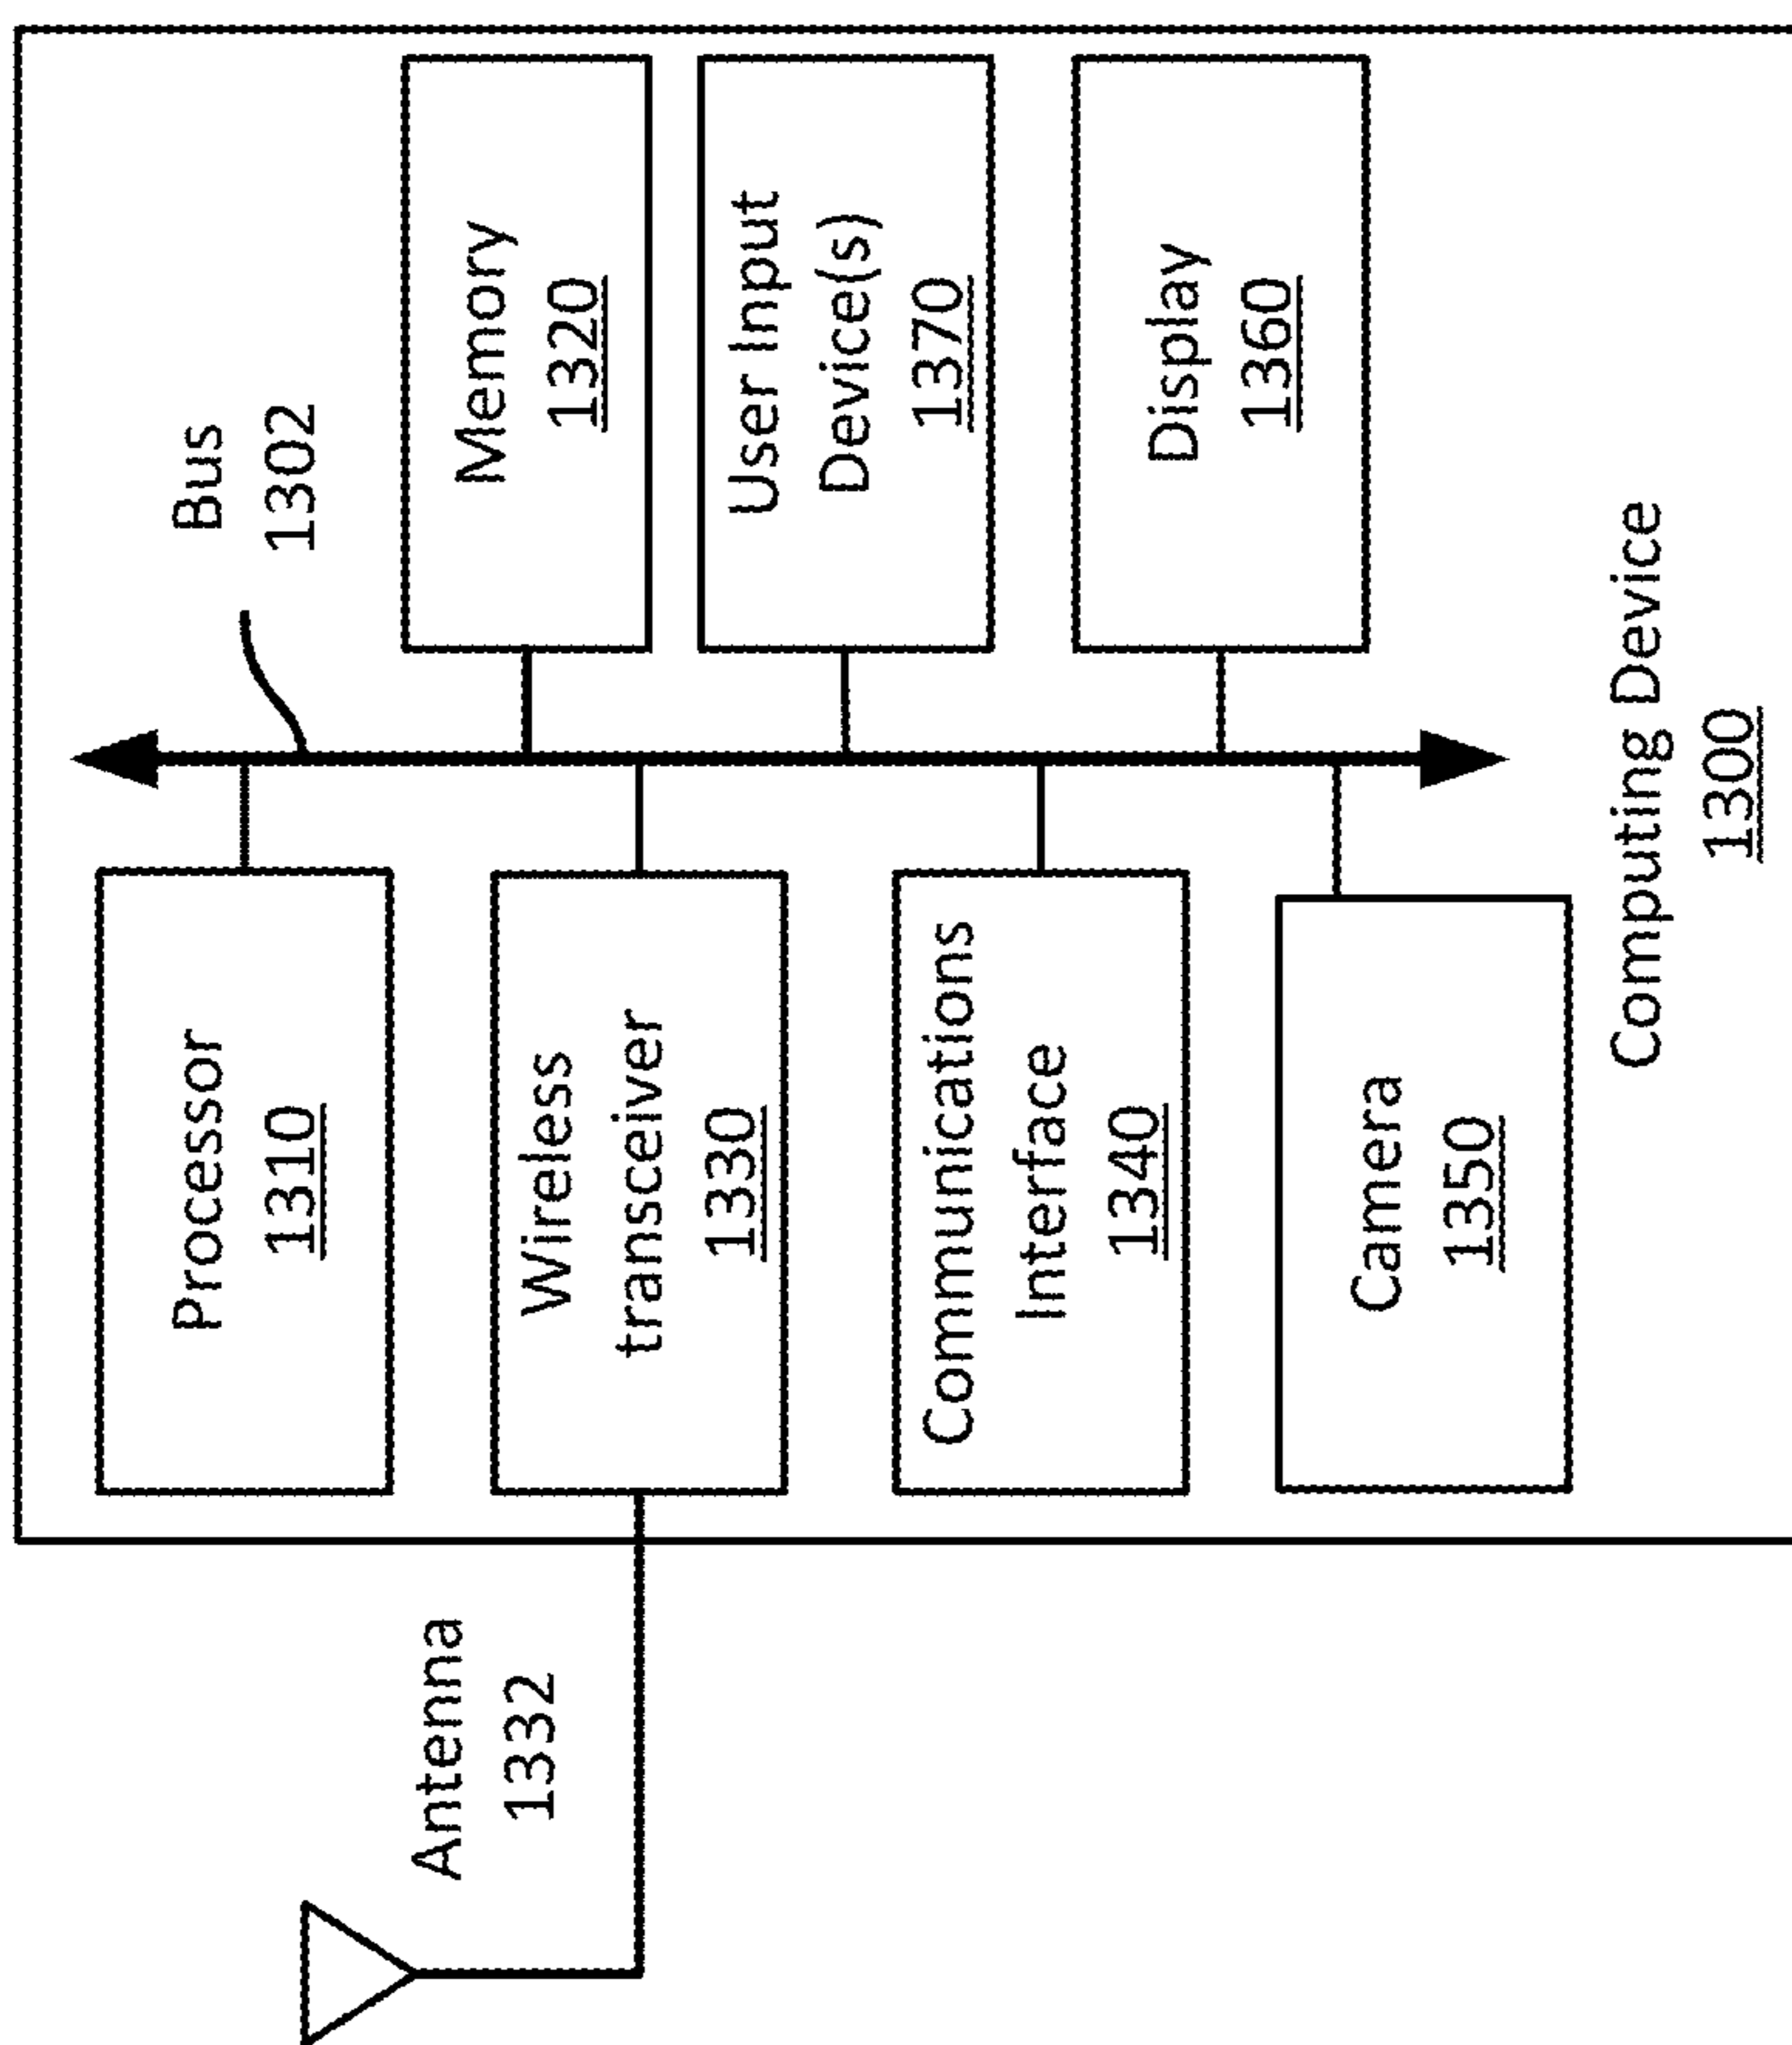 Antenna
1332
Processor
1310
Wireless
transceiver
1330
Communications
Interface
1340
Camera
1350
Bus
1302
Memory
1320
User Input
Device(s)
1370
Display
1360
Computing Device
1300